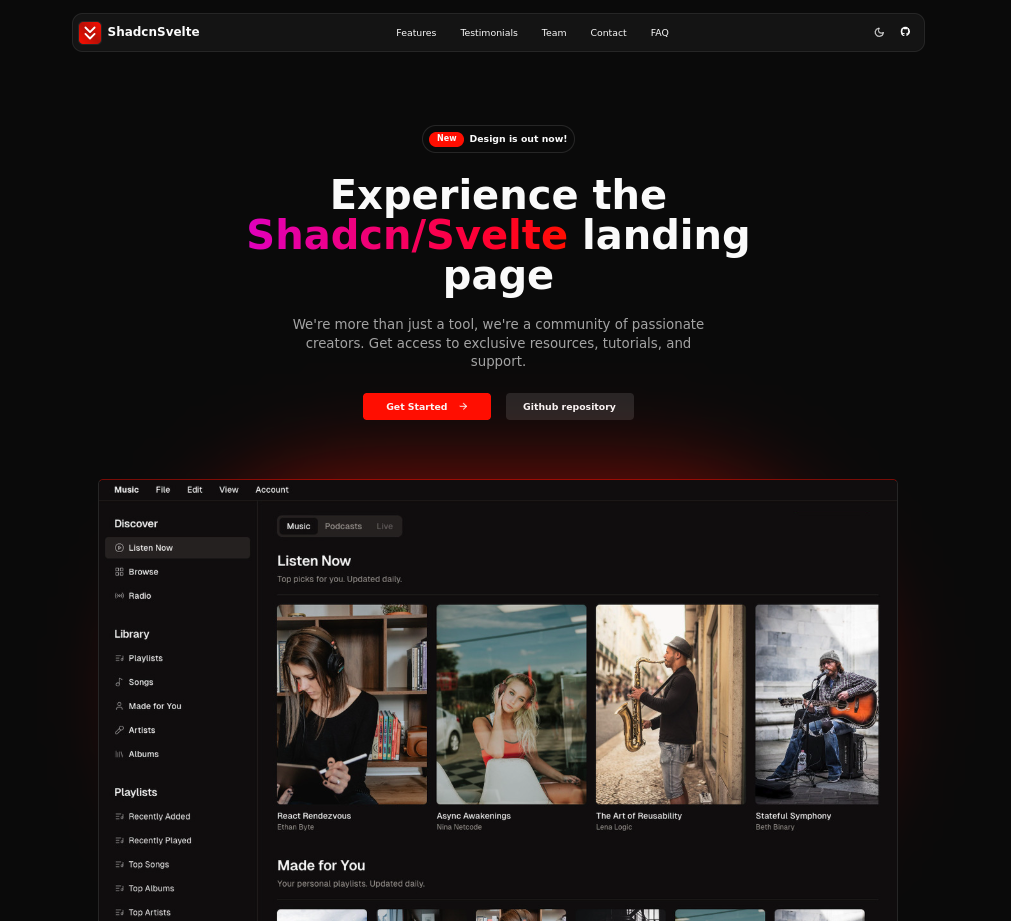 ShadcnSvelte
Features
Testimonials
Team
Contact
FAQ
New
Design is out now!
Experience the
Shadcn/Svelte landing
page
We're more than just a tool, we're a community of passionate
creators. Get access to exclusive resources, tutorials, and
support.
Get Started
Github repository
Music
File
Edit
View
Account
Discover
Listen Now
Browse
Radio
Library
Playlists
Songs
Made for You
Artists
Albums
Playlists
Recently Added
Recently Played
Top Songs
Top Albums
Top Artists
Music
Podcasts
Live
Listen Now
Top picks for you. Updated daily.
React Rendezvous
Ethan Byte
Async Awakenings
Nina Netcode
The Art of Reusability
Lena Logic
Stateful Symphony
Beth Binary
Made for You
Your personal playlists. Updated daily.